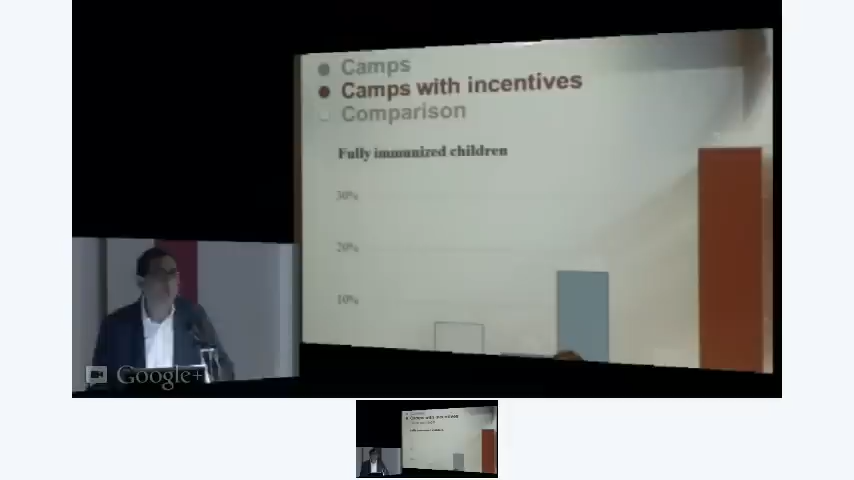 Camps
Camps with incentives
Comparison
Fully immunized children
30%
20%
10%
Google+